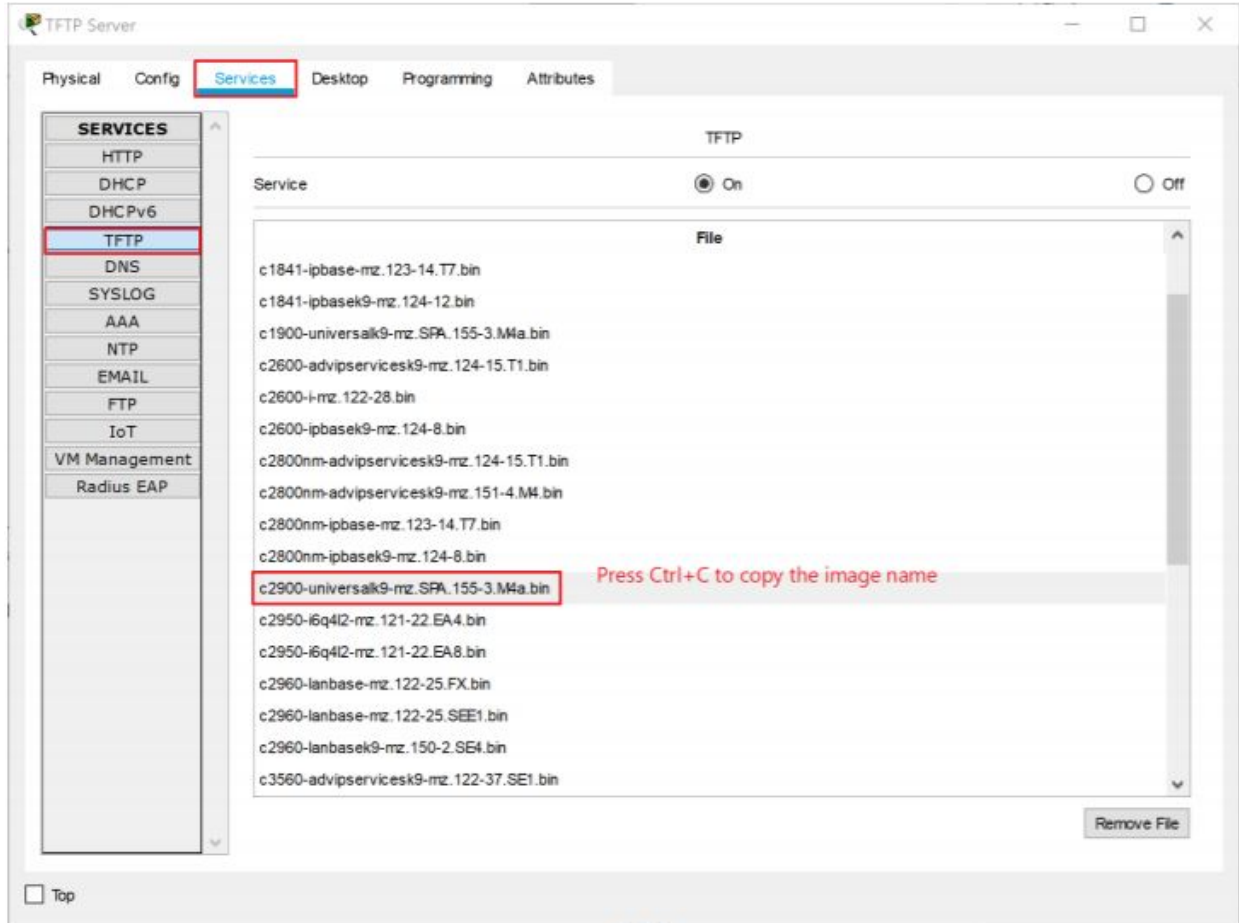 TFTP Server
Physical Config Services Desktop Programming Attributes
SERVICES
HTTP
DHCP
DHCPv6
TFTP
DNS
SYSLOG
AAA
NTP
EMAIL
FTP
IoT
VM Management
Radius EAP
TFTP
Service On Off
File
c1841-ipbase-mz.123-14.T7.bin
c1841-ipbasek9-mz.124-12.bin
c1900-universalk9-mz.SPA.155-3.M4a.bin
c2600-advipservicesk9-mz.124-15.T1.bin
c2600-i-mz.122-28.bin
c2600-ipbasek9-mz.124-8.bin
c2800nm-advipservicesk9-mz.124-15.T1.bin
c2800nm-advipservicesk9-mz.151-4.M4.bin
c2800nm-ipbase-mz.123-14.T7.bin
c2800nm-ipbasek9-mz.124-8.bin
c2900-universalk9-mz.SPA.155-3.M4a.bin Press Ctrl+C to copy the image name
c2950-i6q4l2-mz.121-22.EA4.bin
c2950-i6q4l2-mz.121-22.EA8.bin
c2960-lanbase-mz.122-25.FX.bin
c2960-lanbase-mz.122-25.SEE1.bin
c2960-lanbasek9-mz.150-2.SE4.bin
c3560-advipservicesk9-mz.122-37.SE1.bin
Remove File
Top